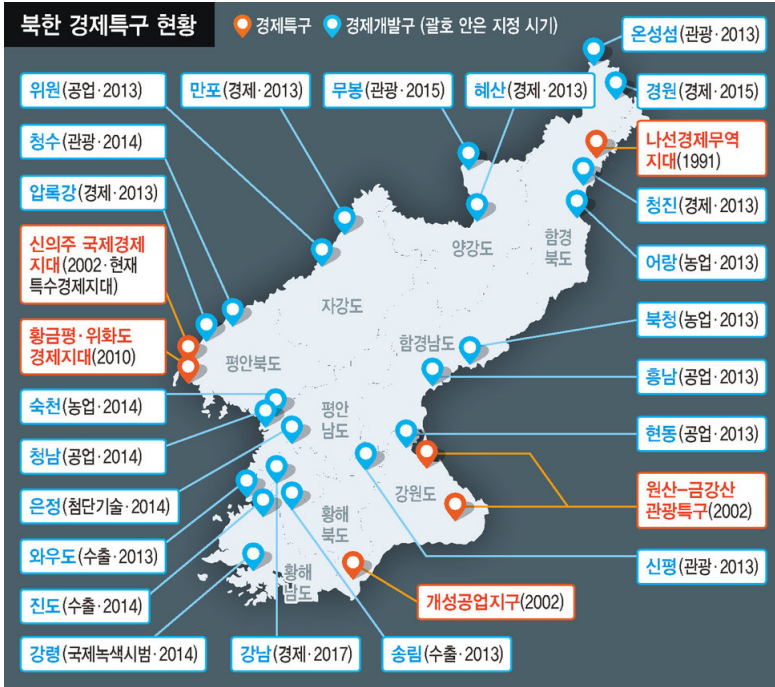 북한 경제특구 현황
경제특구
경제개발구 (괄호 안은 지정 시기)
온성섬(관광·2013)
위원(공업·2013)
만포(경제·2013)
무봉(관광·2015)
혜산(경제·2013)
경원(경제·2015)
청수(관광·2014)
나선경제무역
지대(1991)
압록강(경제·2013)
청진(경제·2013)
신의주 국제경제
지대(2002·현재
특수경제지대)
어랑(농업·2013)
황금평·위화도
경제지대(2010)
북청(농업·2013)
숙천(농업·2014)
흥남(공업·2013)
청남(공업·2014)
현동(공업·2013)
은정(첨단기술·2014)
원산-금강산
관광특구(2002)
와우도(수출·2013)
신평(관광·2013)
진도(수출·2014)
개성공업지구(2002)
강령(국제녹색시범·2014)
강남(경제·2017)
송림(수출·2013)
양강도
함경
북도
자강도
함경남도
평안북도
평안
남도
강원도
황해
북도
황해
남도